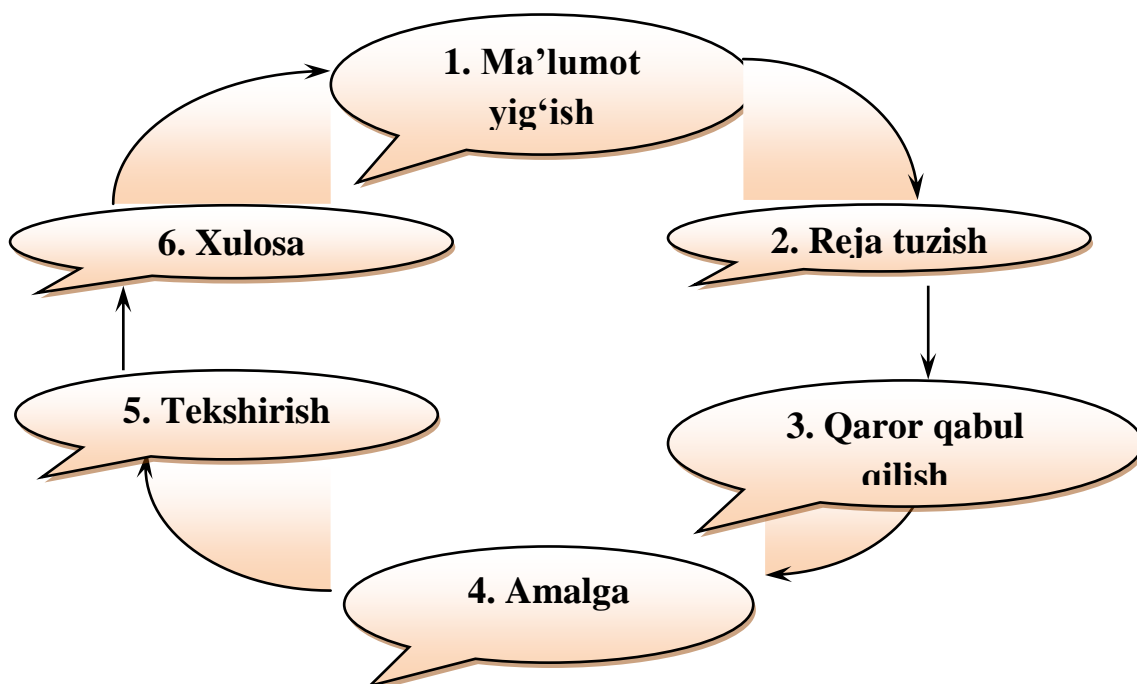 1. Ma’lumot
yig‘ish
2. Reja tuzish
3. Qaror qabul
qilish
4. Amalga
5. Tekshirish
6. Xulosa